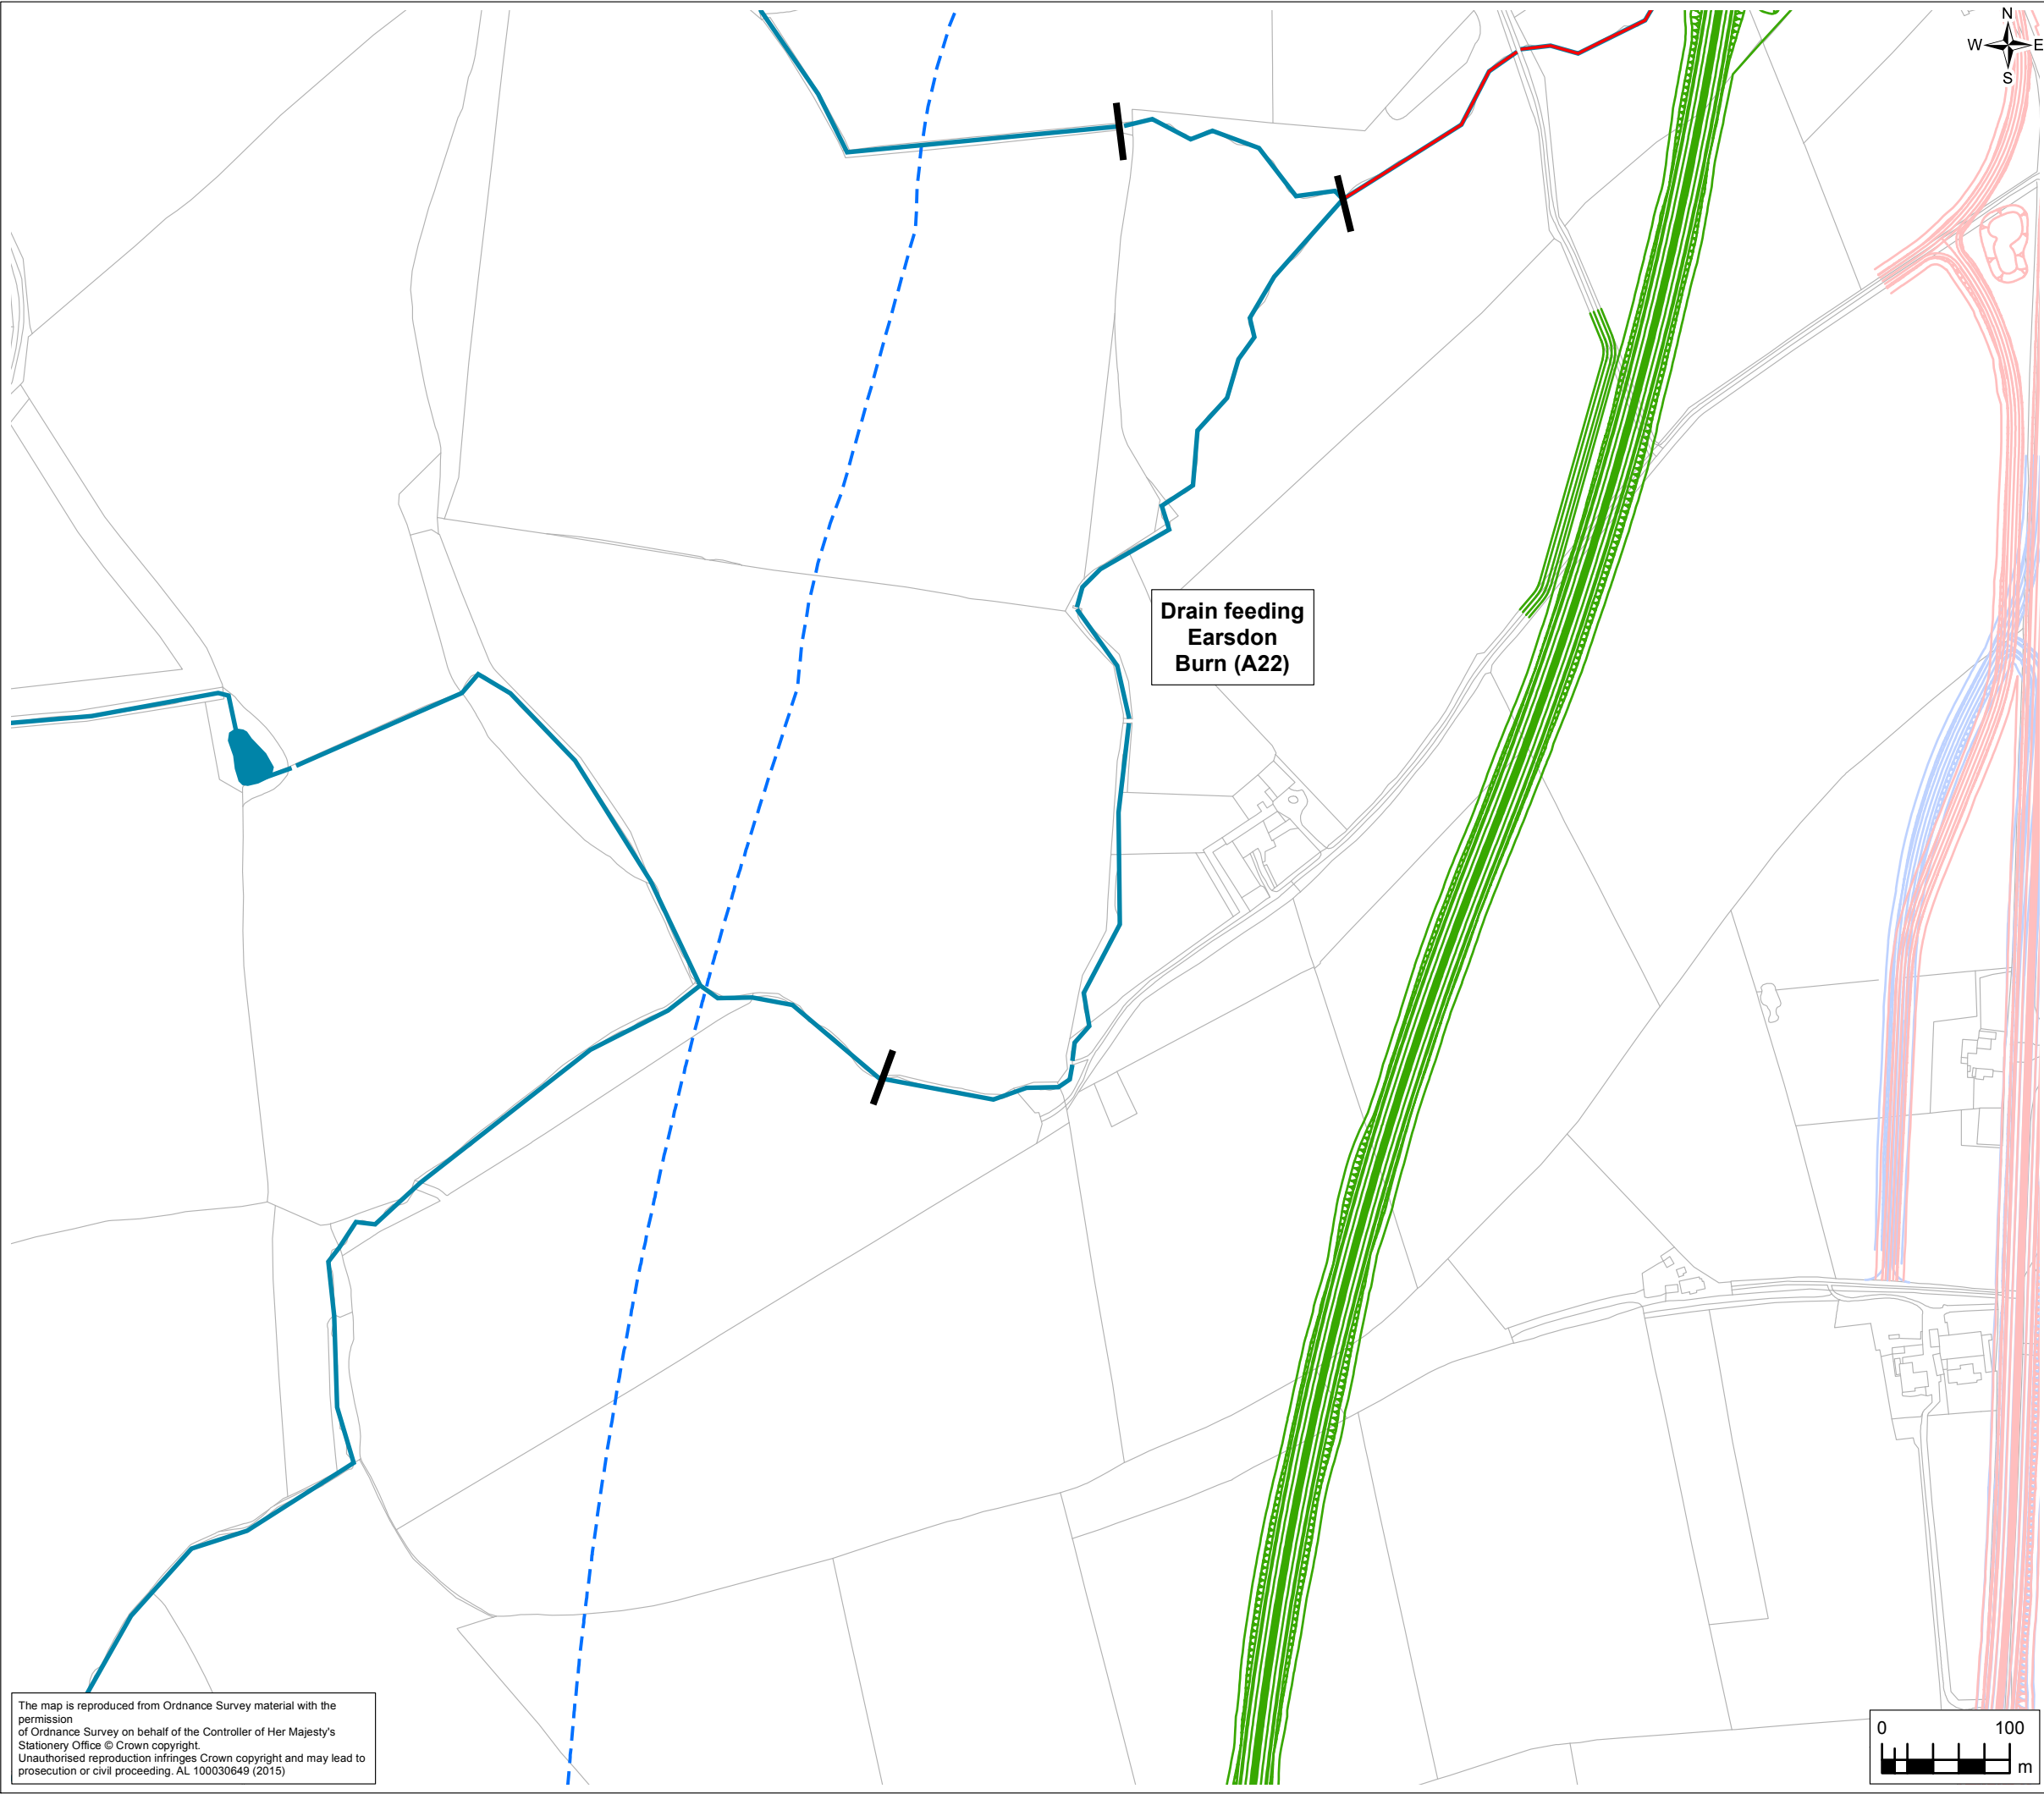 N
W E
S
Drain feeding
Earsdon
Burn (A22)
The map is reproduced from Ordnance Survey material with the
permission
of Ordnance Survey on behalf of the Controller of Her Majesty's
Stationery Office © Crown copyright.
Unauthorised reproduction infringes Crown copyright and may lead to
prosecution or civil proceeding. AL 100030649 (2015)
0 100
m